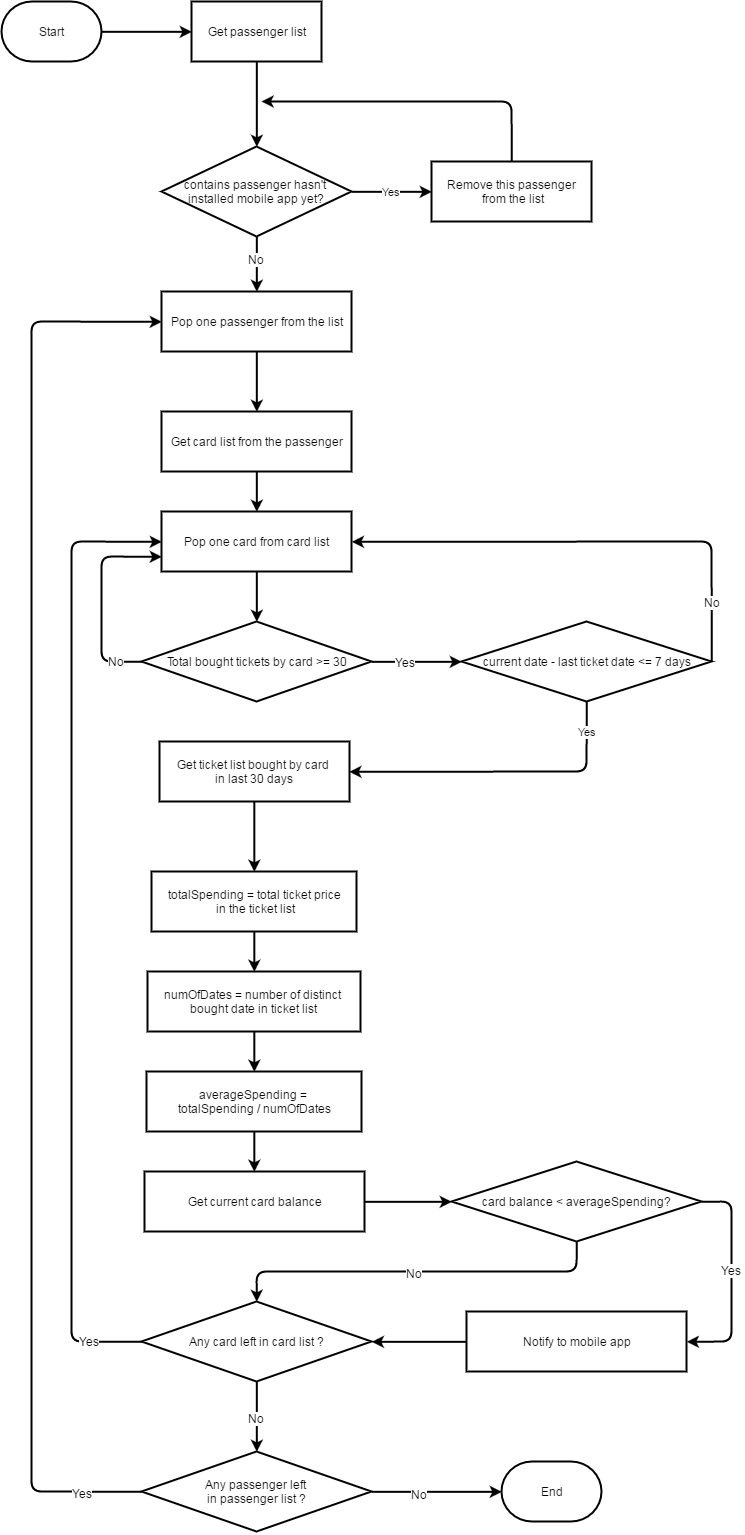 Start
Get passenger list
contains passenger hasn't
installed mobile app yet?
Yes
Remove this passenger
from the list
No
Pop one passenger from the list
Get card list from the passenger
Pop one card from card list
No
No
Total bought tickets by card >= 30
Yes
current date - last ticket date <= 7 days
Yes
Get ticket list bought by card
in last 30 days
totalSpending = total ticket price
in the ticket list
numOfDates = number of distinct
bought date in ticket list
averageSpending =
totalSpending / numOfDates
Get current card balance
card balance < averageSpending?
No
Yes
Yes
Any card left in card list ?
Notify to mobile app
No
Yes
Any passenger left
in passenger list ?
No
End